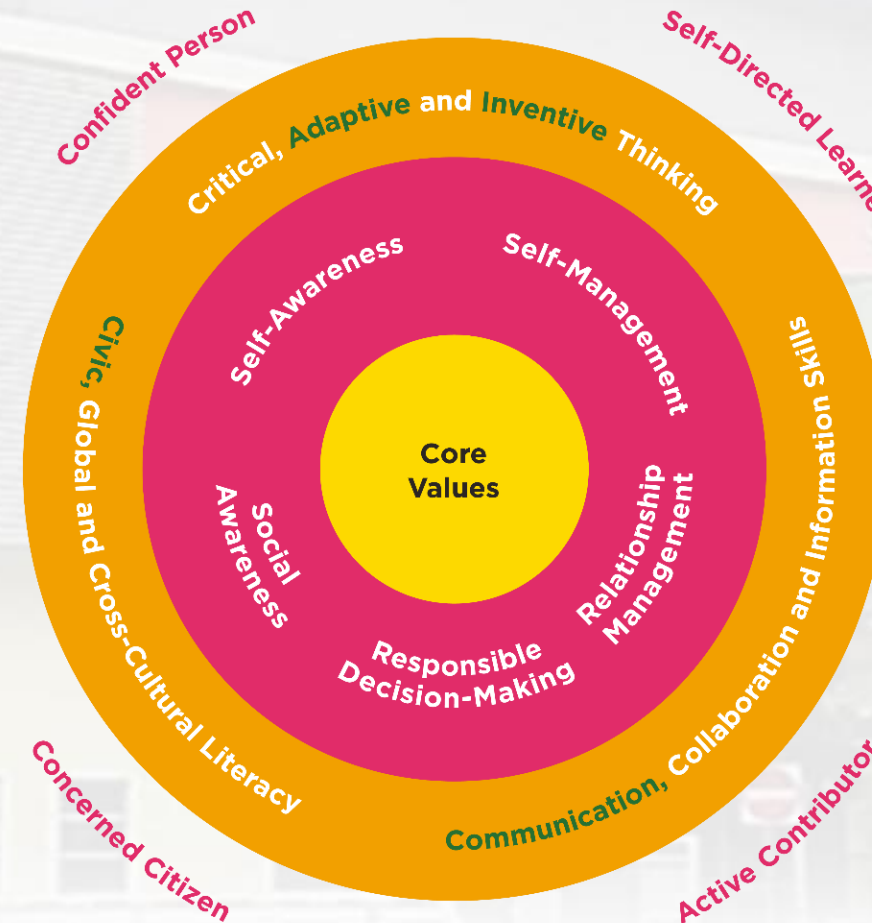 Confident Person
Self-Directed Learne
Critical, Adaptive and Inventive Thinking
Self-Awareness
Self-Management
Civic, Global and Cross-Cultural Literacy
Core
Values
Communication, Collaboration and Information Skills
Social
Awareness
Relationship
Management
Responsible
Decision-Making
Concerned Citizen
Active Contributor